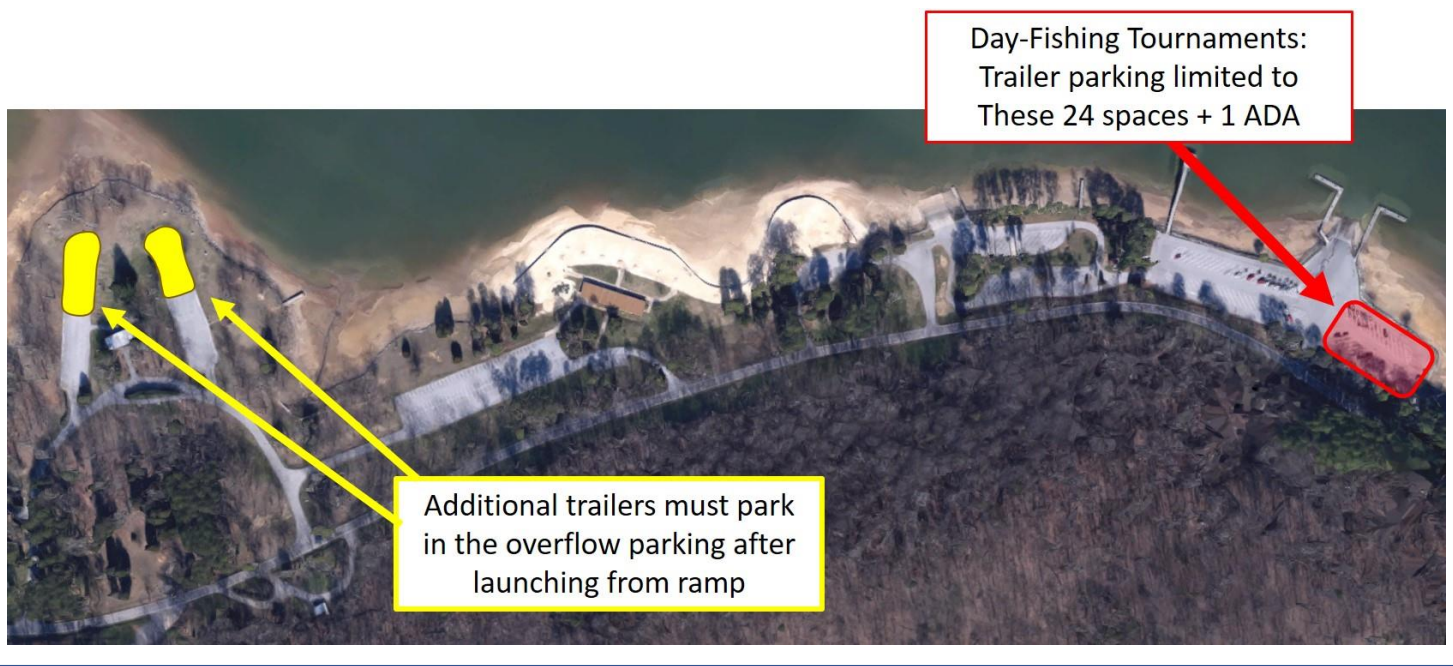 Day-Fishing Tournaments:
Trailer parking limited to
These 24 spaces + 1 ADA
Additional trailers must park
in the overflow parking after
launching from ramp